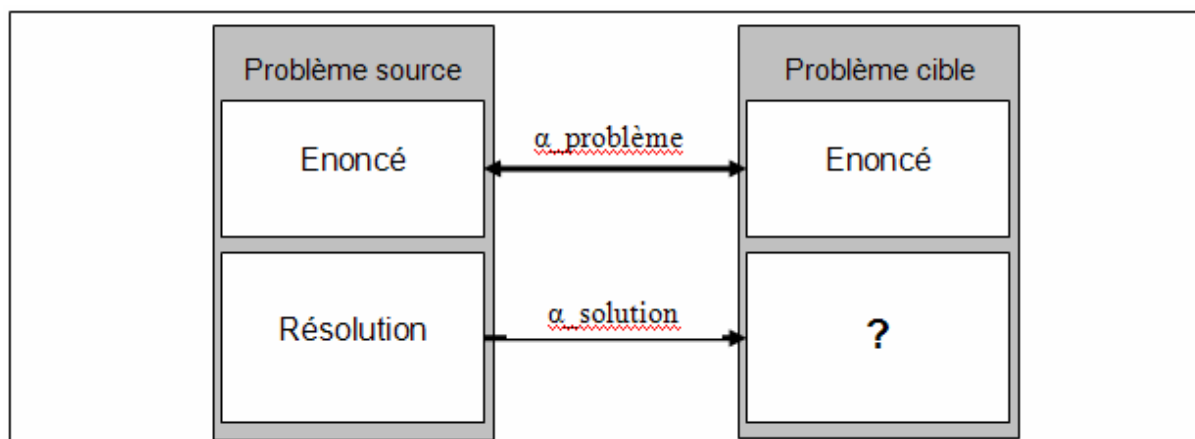 Problème source
Problème cible
α_problème
Enoncé
Enoncé
α_solution
Résolution
?